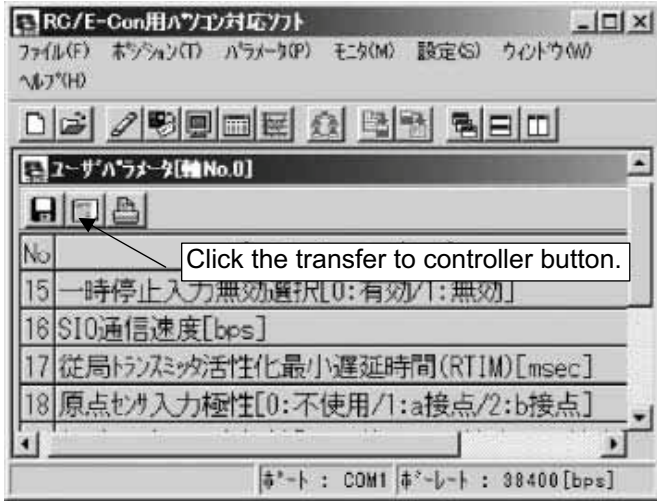 RC/E-Con用パソコン対応ソフト
ファイル(F) ポジション(T) パラメータ(P) モニタ(M) 設定(S) ウィンドウ(W)
ヘルプ(H)
ユーザパラメータ[軸No.0]
Click the transfer to controller button.
No
15 一時停止入力無効選択[0:有効/1:無効]
16 SIO通信速度[bps]
17 従局トランスミッタ活性化最小遅延時間(RTIM)[msec]
18 原点センサ入力極性[0:不使用/1:a接点/2:b接点]
ポート : COM1 ボーレート : 38400[bps]